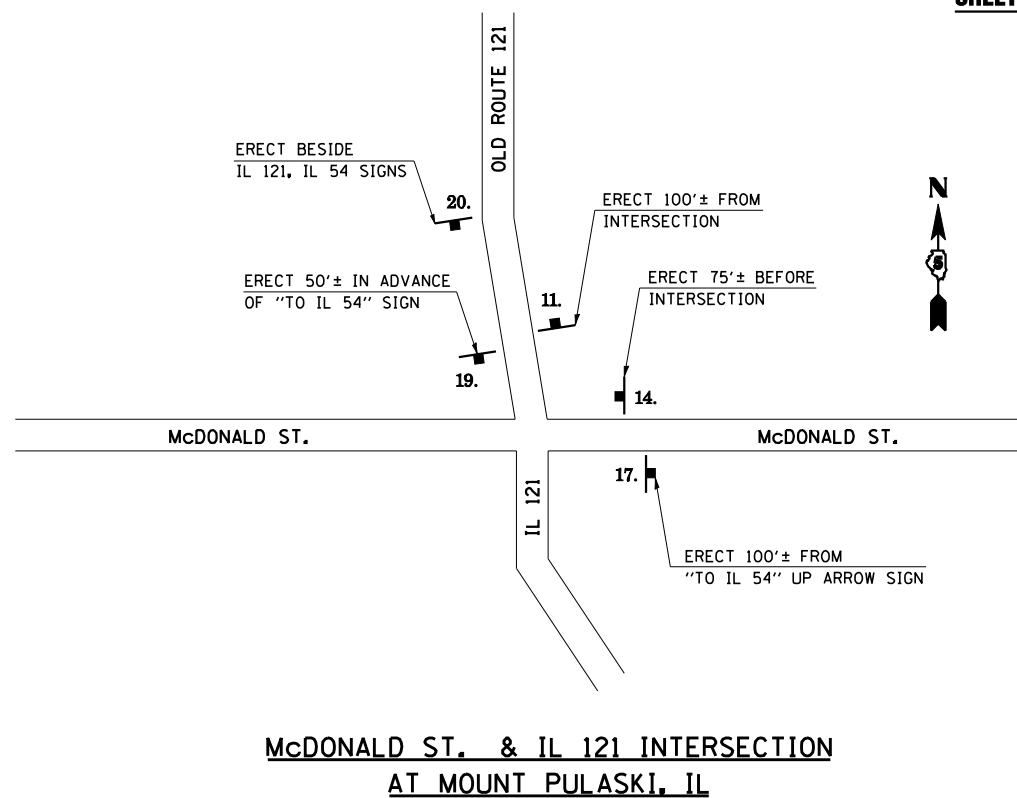 SHEET
OLD ROUTE 121
ERECT BESIDE
IL 121, IL 54 SIGNS
20.
ERECT 100'± FROM
INTERSECTION
N
5
ERECT 50'± IN ADVANCE
OF "TO IL 54" SIGN
ERECT 75'± BEFORE
INTERSECTION
11.
19.
14.
McDONALD ST.
McDONALD ST.
17.
IL 121
ERECT 100'± FROM
"TO IL 54" UP ARROW SIGN
McDONALD ST. & IL 121 INTERSECTION
AT MOUNT PULASKI, IL